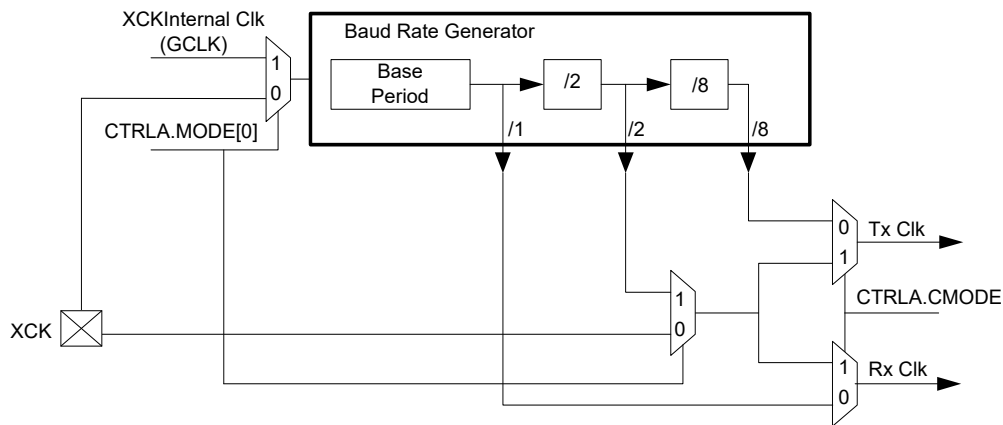 XCKInternal Clk
(GCLK)
Baud Rate Generator
1
0
Base
Period
/2
/8
CTRLA.MODE[0]
/1
/2
/8
0
1
Tx Clk
1
0
CTRLA.CMODE
XCK
1
0
Rx Clk